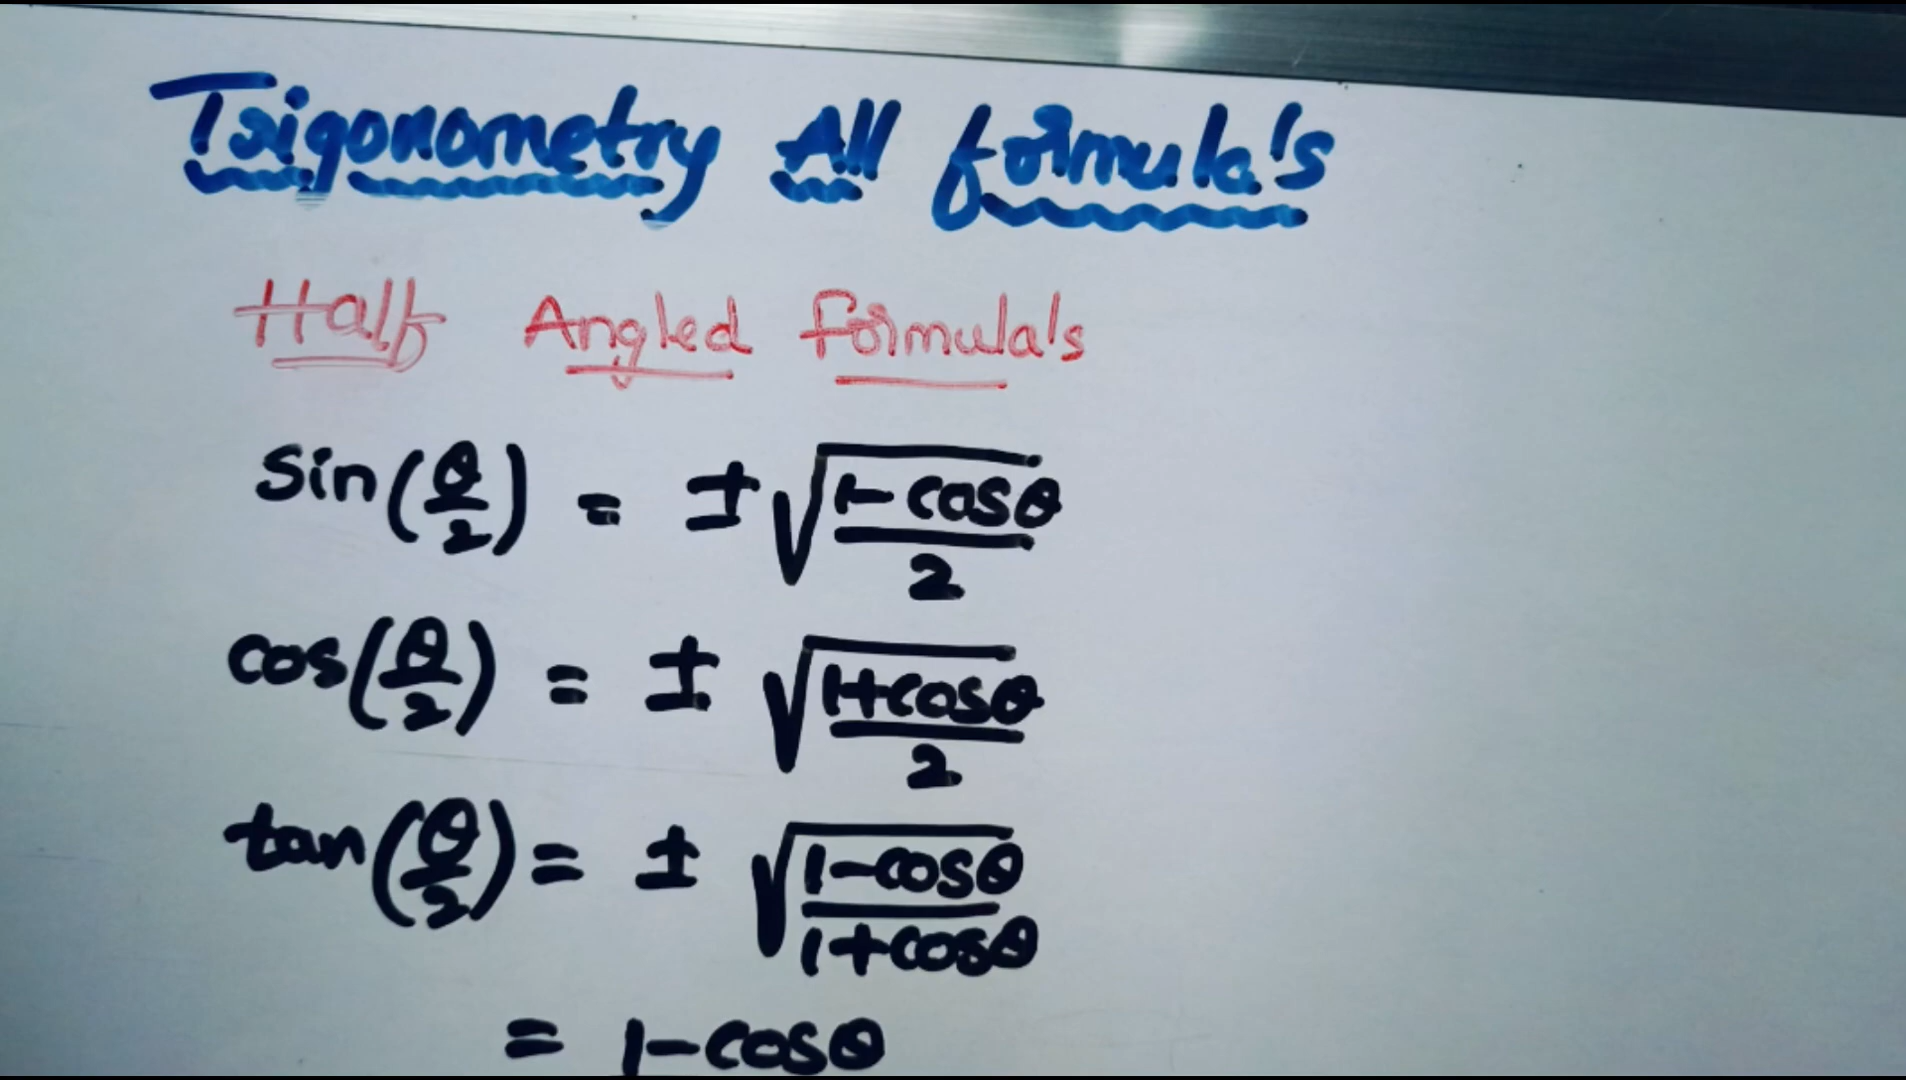 Trigonometry All formula's
Half Angled formula's
sin(θ/2) = ±√((1-cosθ)/2)
cos(θ/2) = ±√((1+cosθ)/2)
tan(θ/2) = ±√((1-cosθ)/(1+cosθ))
= 1-cosθ